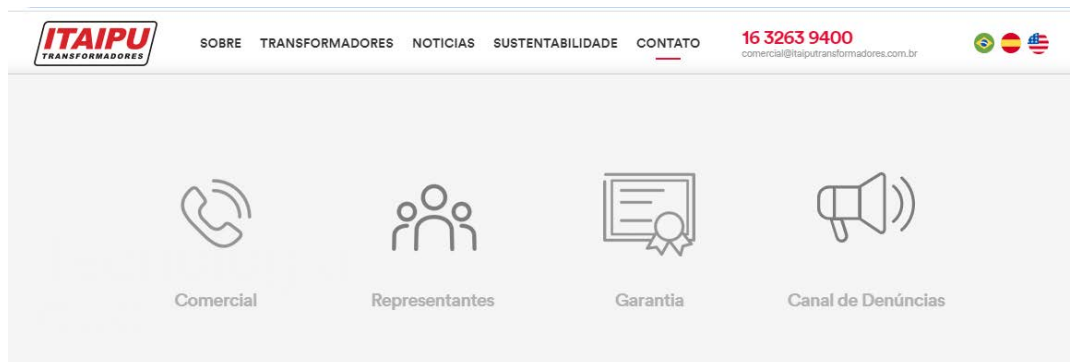 ITAIPU
TRANSFORMADORES
SOBRE TRANSFORMADORES NOTICIAS SUSTENTABILIDADE CONTATO
16 3263 9400
comercial@itaiputransformadores.com.br
Comercial Representantes Garantia Canal de Denúncias